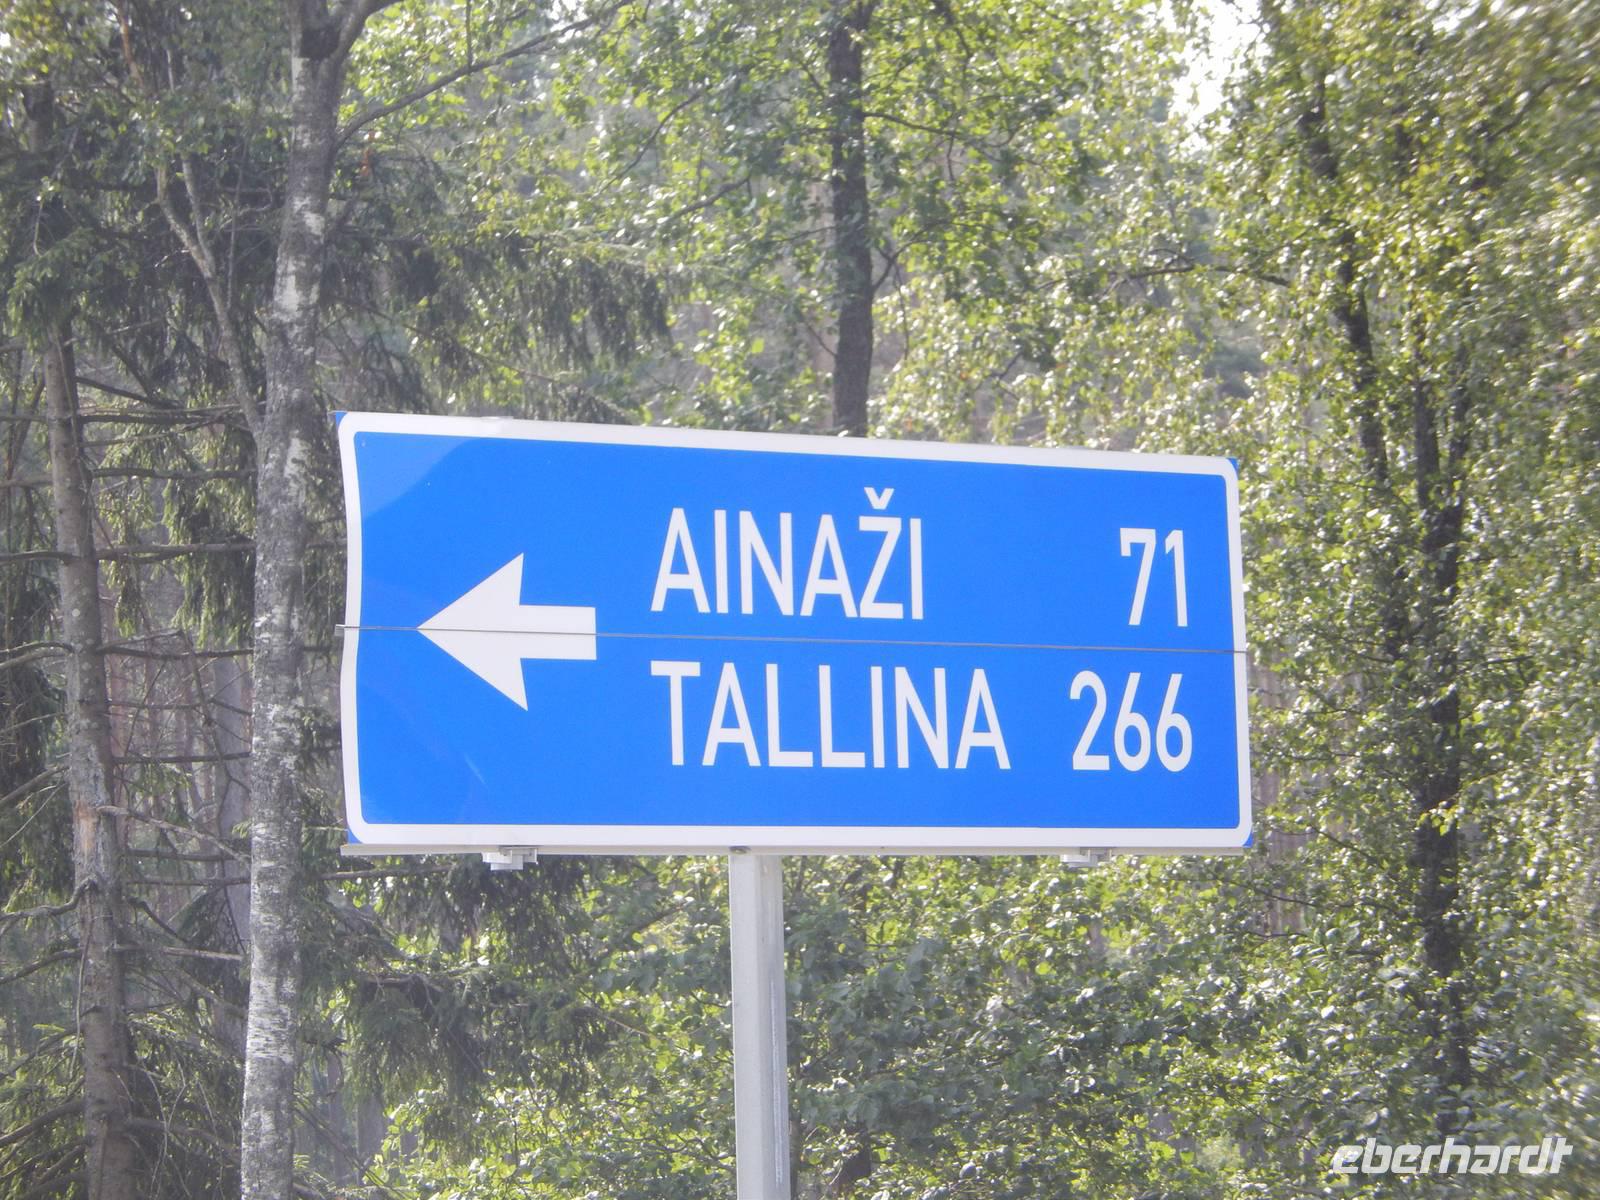 AINAŽI 71
TALLINA 266
eberhardt